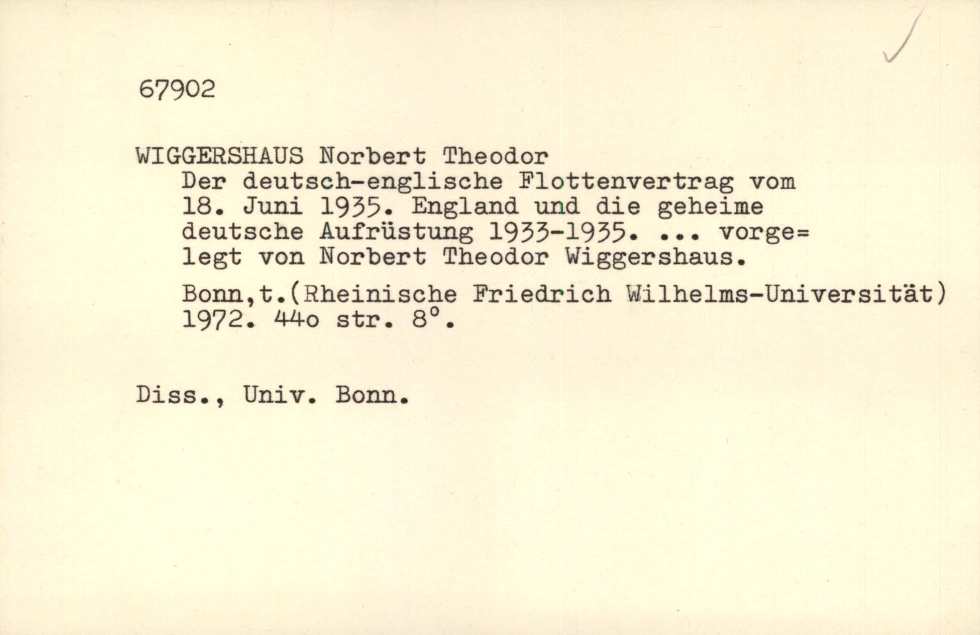 67902
WIGGERSHAUS Norbert Theodor
Der deutsch-englische Flottenvertrag vom
18. Juni 1935. England und die geheime
deutsche Aufrüstung 1933-1935. ... vorge=
legt von Norbert Theodor Wiggershaus.
Bonn,t.(Rheinische Friedrich Wilhelms-Universität)
1972. 44o str. 8°.
Diss., Univ. Bonn.